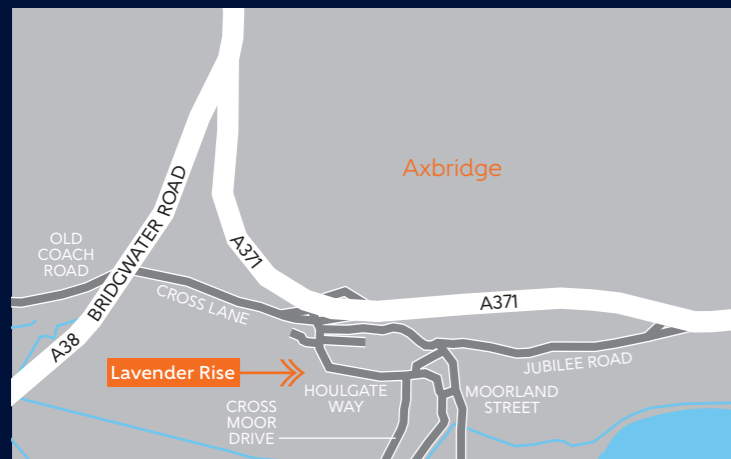 Axbridge
OLD
COACH
ROAD
A38
BRIDGWATER ROAD
A371
CROSS LANE
A371
JUBILEE ROAD
Lavender Rise
HOULGATE
WAY
MOORLAND
STREET
CROSS
MOOR
DRIVE